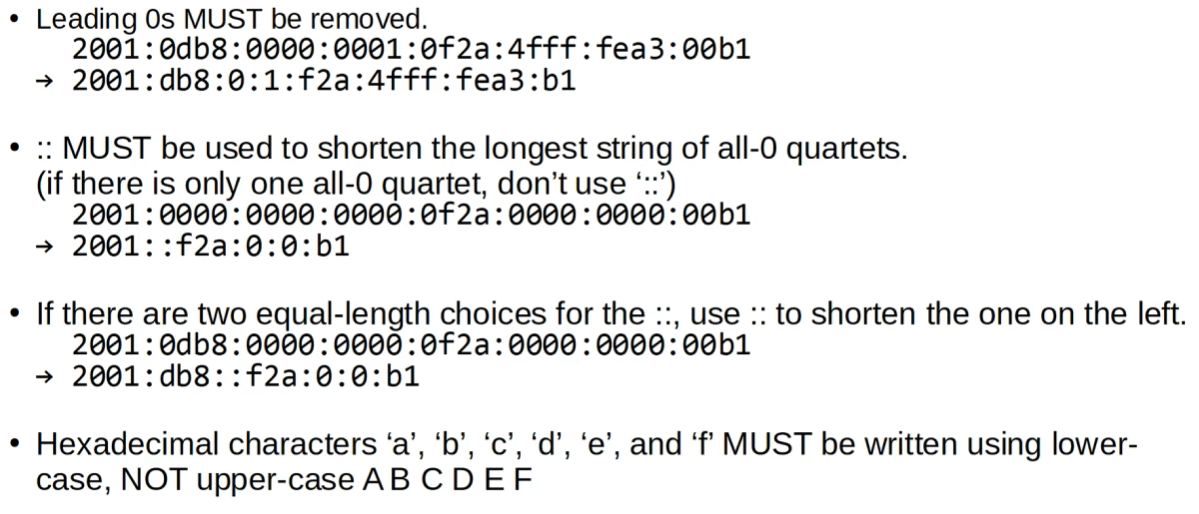 • Leading 0s MUST be removed.
2001:0db8:0000:0001:0f2a:4fff:fea3:00b1
→ 2001:db8:0:1:f2a:4fff:fea3:b1
• :: MUST be used to shorten the longest string of all-0 quartets.
(if there is only one all-0 quartet, don’t use ‘::’)
2001:0000:0000:0000:0f2a:0000:0000:00b1
→ 2001::f2a:0:0:b1
• If there are two equal-length choices for the ::, use :: to shorten the one on the left.
2001:0db8:0000:0000:0f2a:0000:0000:00b1
→ 2001:db8::f2a:0:0:b1
• Hexadecimal characters ‘a’, ‘b’, ‘c’, ‘d’, ‘e’, and ‘f’ MUST be written using lower-
case, NOT upper-case A B C D E F